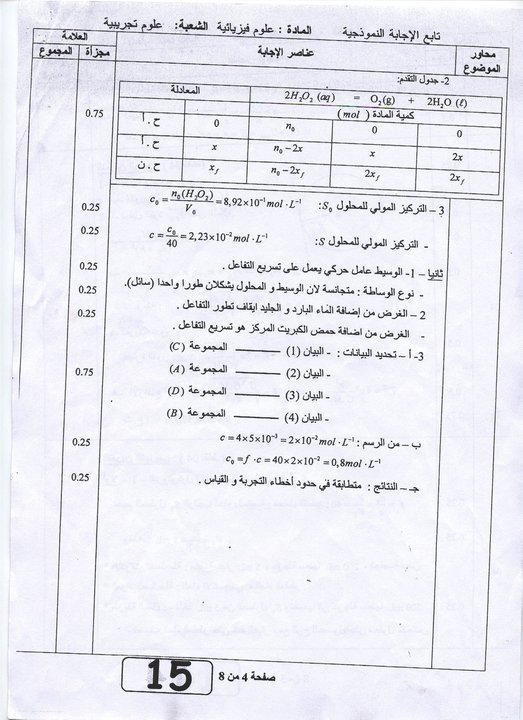 تابع الإجابة النموذجية المادة : علوم فيزيائية الشعبة: علوم تجريبية
محاور الموضوع عناصر الإجابة العلامة
مجزأة المجموع
2- جدول التقدم:
المعادلة 2H₂O₂ (aq) = O₂(g) + 2H₂O (ℓ)
كمية المادة ( mol )
ح . أ 0 n₀ 0 0
ح . أ x n₀ – 2x x 2x
ح . ن x_f n₀ – 2x_f 2x_f 2x_f
0.75
3 – التركيز المولي للمحلول S₀: c₀ = n₀(H₂O₂)/V₀ = 8,92×10⁻¹ mol · L⁻¹ 0.25
- التركيز المولي للمحلول S: c = c₀/40 = 2,23×10⁻² mol · L⁻¹ 0.25
ثانيا – 1- الوسيط عامل حركي يعمل على تسريع التفاعل . 0.25
- نوع الوساطة : متجانسة لان الوسيط و المحلول يشكلان طورا واحدا (سائل). 0.25
2 – الغرض من إضافة الماء البارد و الجليد ايقاف تطور التفاعل . 0.25
- الغرض من اضافة حمض الكبريت المركز هو تسريع التفاعل .
3- أ – تحديد البيانات : - البيان (1) ــــــــ المجموعة (C)
- البيان (2) ــــــــ المجموعة (A) 0.75
- البيان (3) ــــــــ المجموعة (D)
- البيان (4) ــــــــ المجموعة (B)
ب – من الرسم : c = 4×5×10⁻³ = 2×10⁻² mol · L⁻¹ 0.25
c₀ = f · c = 40×2×10⁻² = 0,8 mol · L⁻¹
جـ – النتائج : متطابقة في حدود أخطاء التجربة و القياس . 0.25
صفحة 4 من 8
15